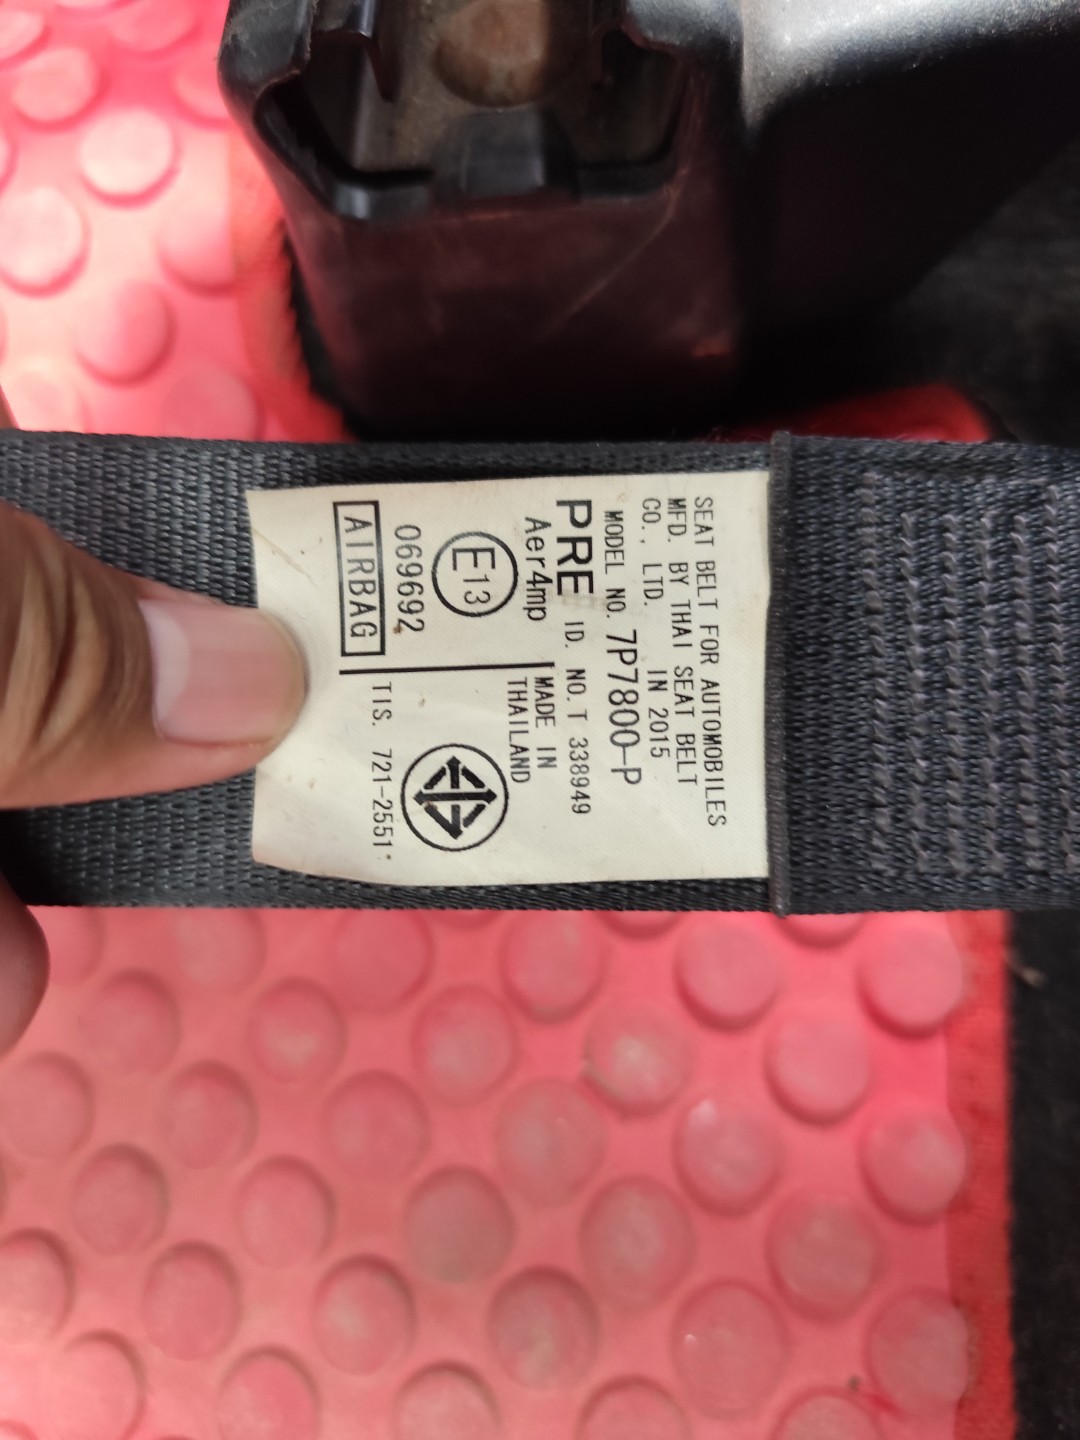 SEAT BELT FOR AUTOMOBILES
MFD. BY THAI SEAT BELT
CO., LTD. IN 2015
MODEL NO. 7P7800-P
PRE ID. NO. T 338949
Aer4mp
MADE IN
THAILAND
E13
069692
AIRBAG
TIS. 721-2551